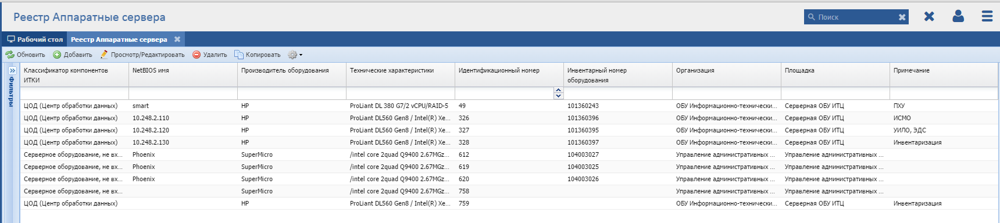 Реестр Аппаратные сервера
Поиск
Рабочий стол Реестр Аппаратные сервера
Обновить Добавить Просмотр/Редактировать Удалить Копировать
Фильтры
Классификатор компонентов ИТКИ NetBIOS имя Производитель оборудования Технические характеристики Идентификационный номер Инвентарный номер оборудования Организация Площадка Примечание
ЦОД (Центр обработки данных) smart HP ProLiant DL 380 G7/2 vCPU/RAID-5 49 101360243 ОБУ Информационно-технически... Серверная ОБУ ИТЦ ПХУ
ЦОД (Центр обработки данных) 10.248.2.110 HP ProLiant DL560 Gen8 / Intel(R) Xe... 326 101360396 ОБУ Информационно-технически... Серверная ОБУ ИТЦ ИСМО
ЦОД (Центр обработки данных) 10.248.2.120 HP ProLiant DL560 Gen8 / Intel(R) Xe... 327 101360395 ОБУ Информационно-технически... Серверная ОБУ ИТЦ УИЛО, ЭДС
ЦОД (Центр обработки данных) 10.248.2.130 HP ProLiant DL560 Gen8 / Intel(R) Xe... 328 101360397 ОБУ Информационно-технически... Серверная ОБУ ИТЦ Инвентаризация
Серверное оборудование, не вх... Phoenix SuperMicro /intel core 2quad Q9400 2.67MGz... 612 104003027 Управление административных ... Управление административных ...
Серверное оборудование, не вх... Phoenix SuperMicro /intel core 2quad Q9400 2.67MGz... 619 104003025 Управление административных ... Управление административных ...
Серверное оборудование, не вх... Phoenix SuperMicro /intel core 2quad Q9400 2.67MGz... 620 104003026 Управление административных ... Управление административных ...
Серверное оборудование, не вх... SuperMicro /intel core 2quad Q9400 2.67MGz... 758 Управление административных ... Управление административных ...
ЦОД (Центр обработки данных) HP ProLiant DL560 Gen8 / Intel(R) Xe... 759 ОБУ Информационно-технически... Серверная ОБУ ИТЦ Инвентаризация